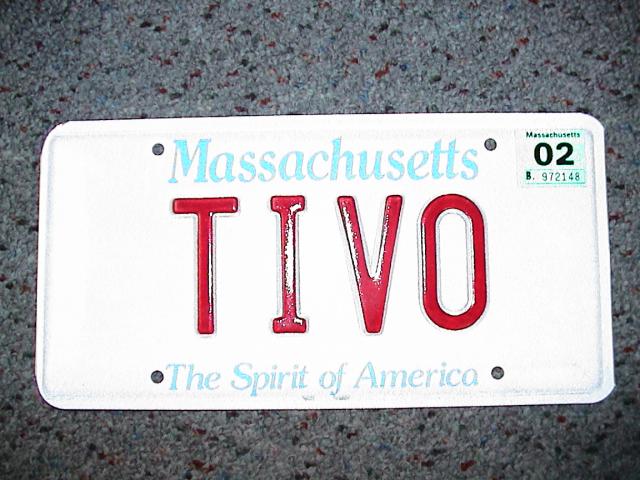 Massachusetts
Massachusetts
02
B. 972148
TIVO
The Spirit of America